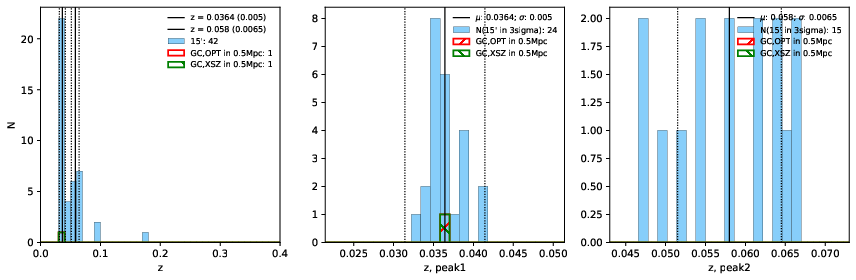 z = 0.0364 (0.005)
z = 0.058 (0.0065)
15': 42
GC,OPT in 0.5Mpc: 1
GC,XSZ in 0.5Mpc: 1
N
20
15
10
5
0
0.0 0.1 0.2 0.3 0.4
z
μ: 0.0364; σ: 0.005
N(15' in 3sigma): 24
GC,OPT in 0.5Mpc
GC,XSZ in 0.5Mpc
8
7
6
5
4
3
2
1
0
0.025 0.030 0.035 0.040 0.045 0.050
z, peak1
μ: 0.058; σ: 0.0065
N(15' in 3sigma): 15
GC,OPT in 0.5Mpc
GC,XSZ in 0.5Mpc
2.00
1.75
1.50
1.25
1.00
0.75
0.50
0.25
0.00
0.045 0.050 0.055 0.060 0.065 0.070
z, peak2